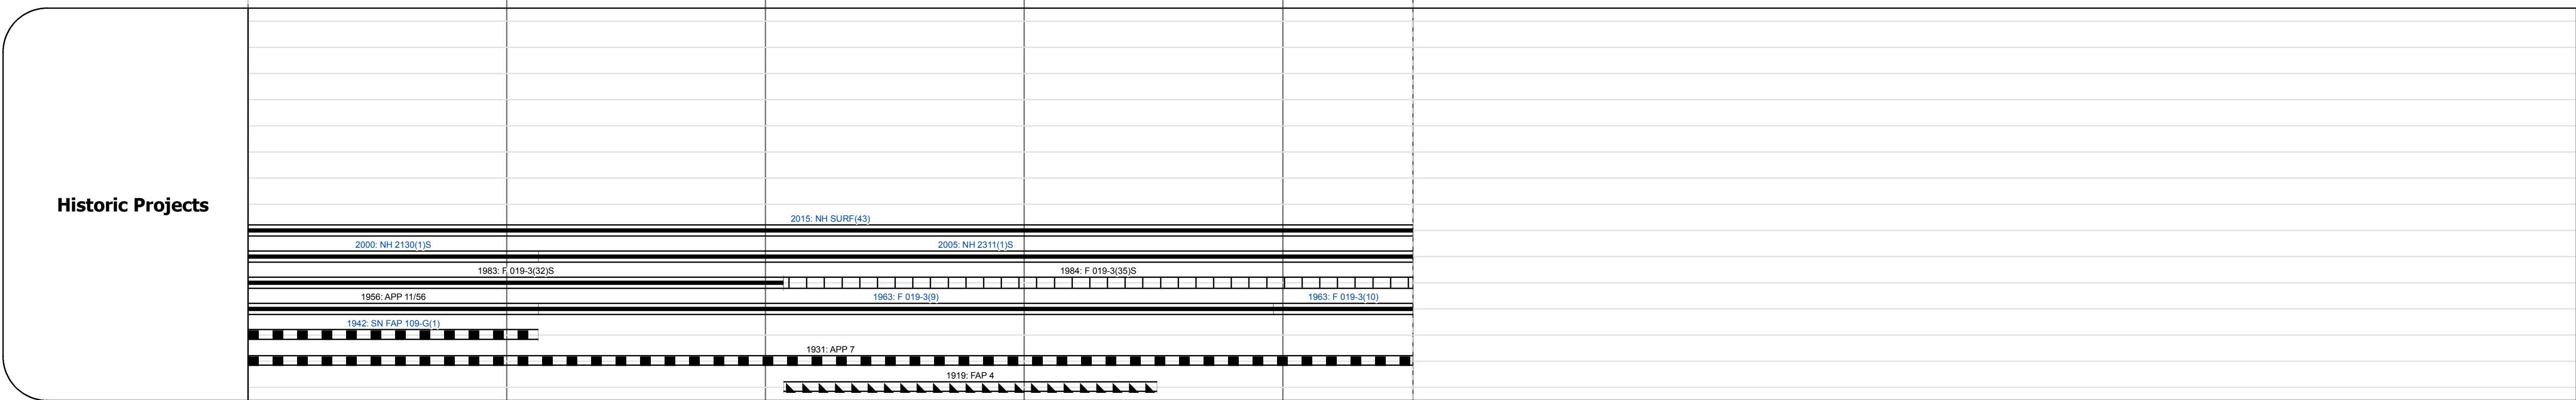 Historic Projects
2015: NH SURF(43)
2000: NH 2130(1)S
2005: NH 2311(1)S
1983: F 019-3(32)S
1984: F 019-3(35)S
1956: APP 11/56
1963: F 019-3(9)
1963: F 019-3(10)
1942: SN FAP 109-G(1)
1931: APP 7
1919: FAP 4